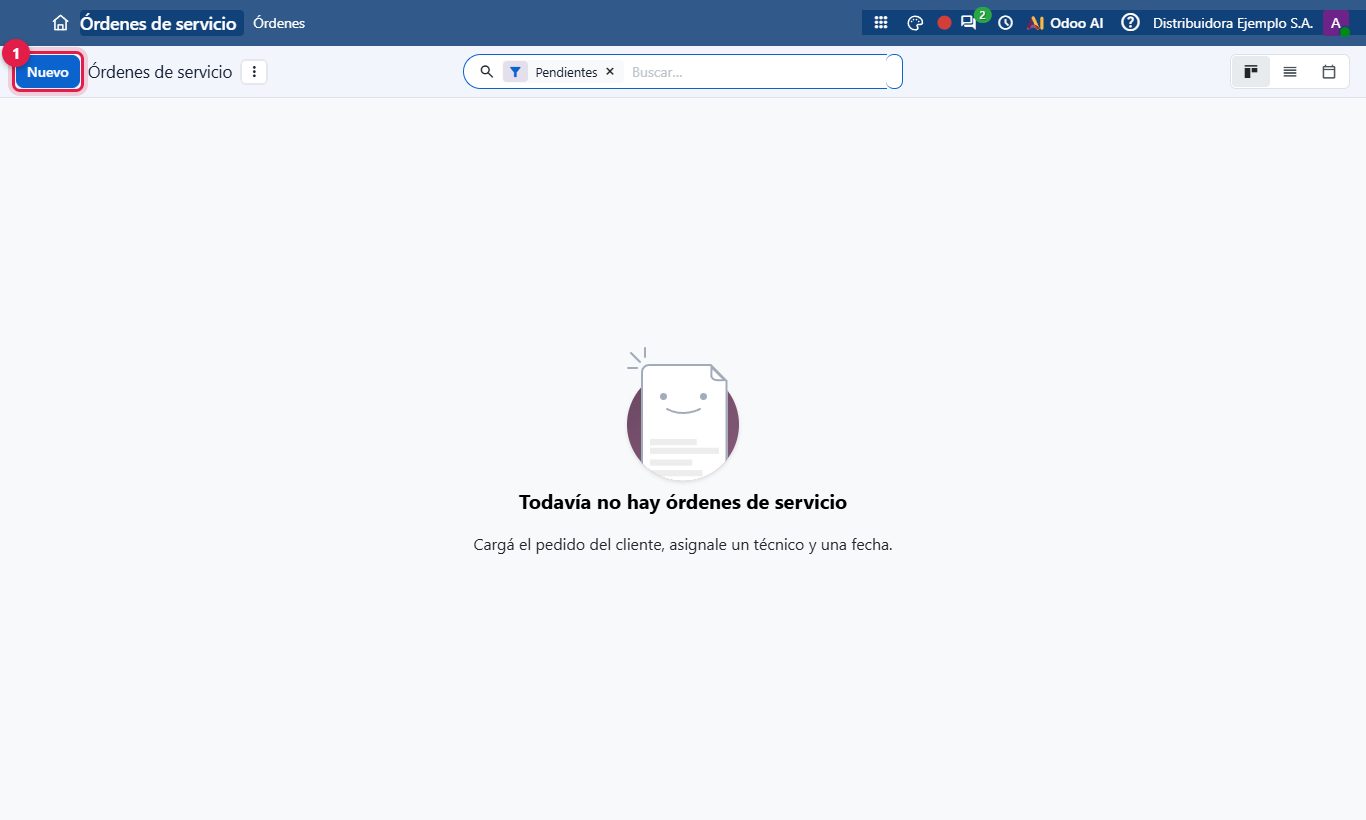 Órdenes de servicio Órdenes 2 Odoo AI Distribuidora Ejemplo S.A. A
1
Nuevo Órdenes de servicio Pendientes Buscar...
Todavía no hay órdenes de servicio
Cargá el pedido del cliente, asignale un técnico y una fecha.